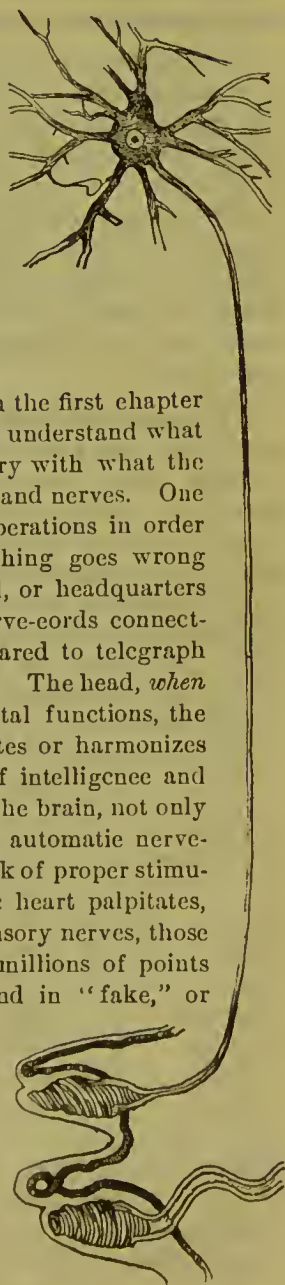 n the first chapter
understand what
ry with what the
and nerves. One
perations in order
hing goes wrong
l, or headquarters
rve-cords connect-
ared to telegraph
The head, when
tal functions, the
tes or harmonizes
f intelligence and
he brain, not only
automatic nerve-
k of proper stimu-
e heart palpitates,
nsory nerves, those
millions of points
nd in “fake,” or